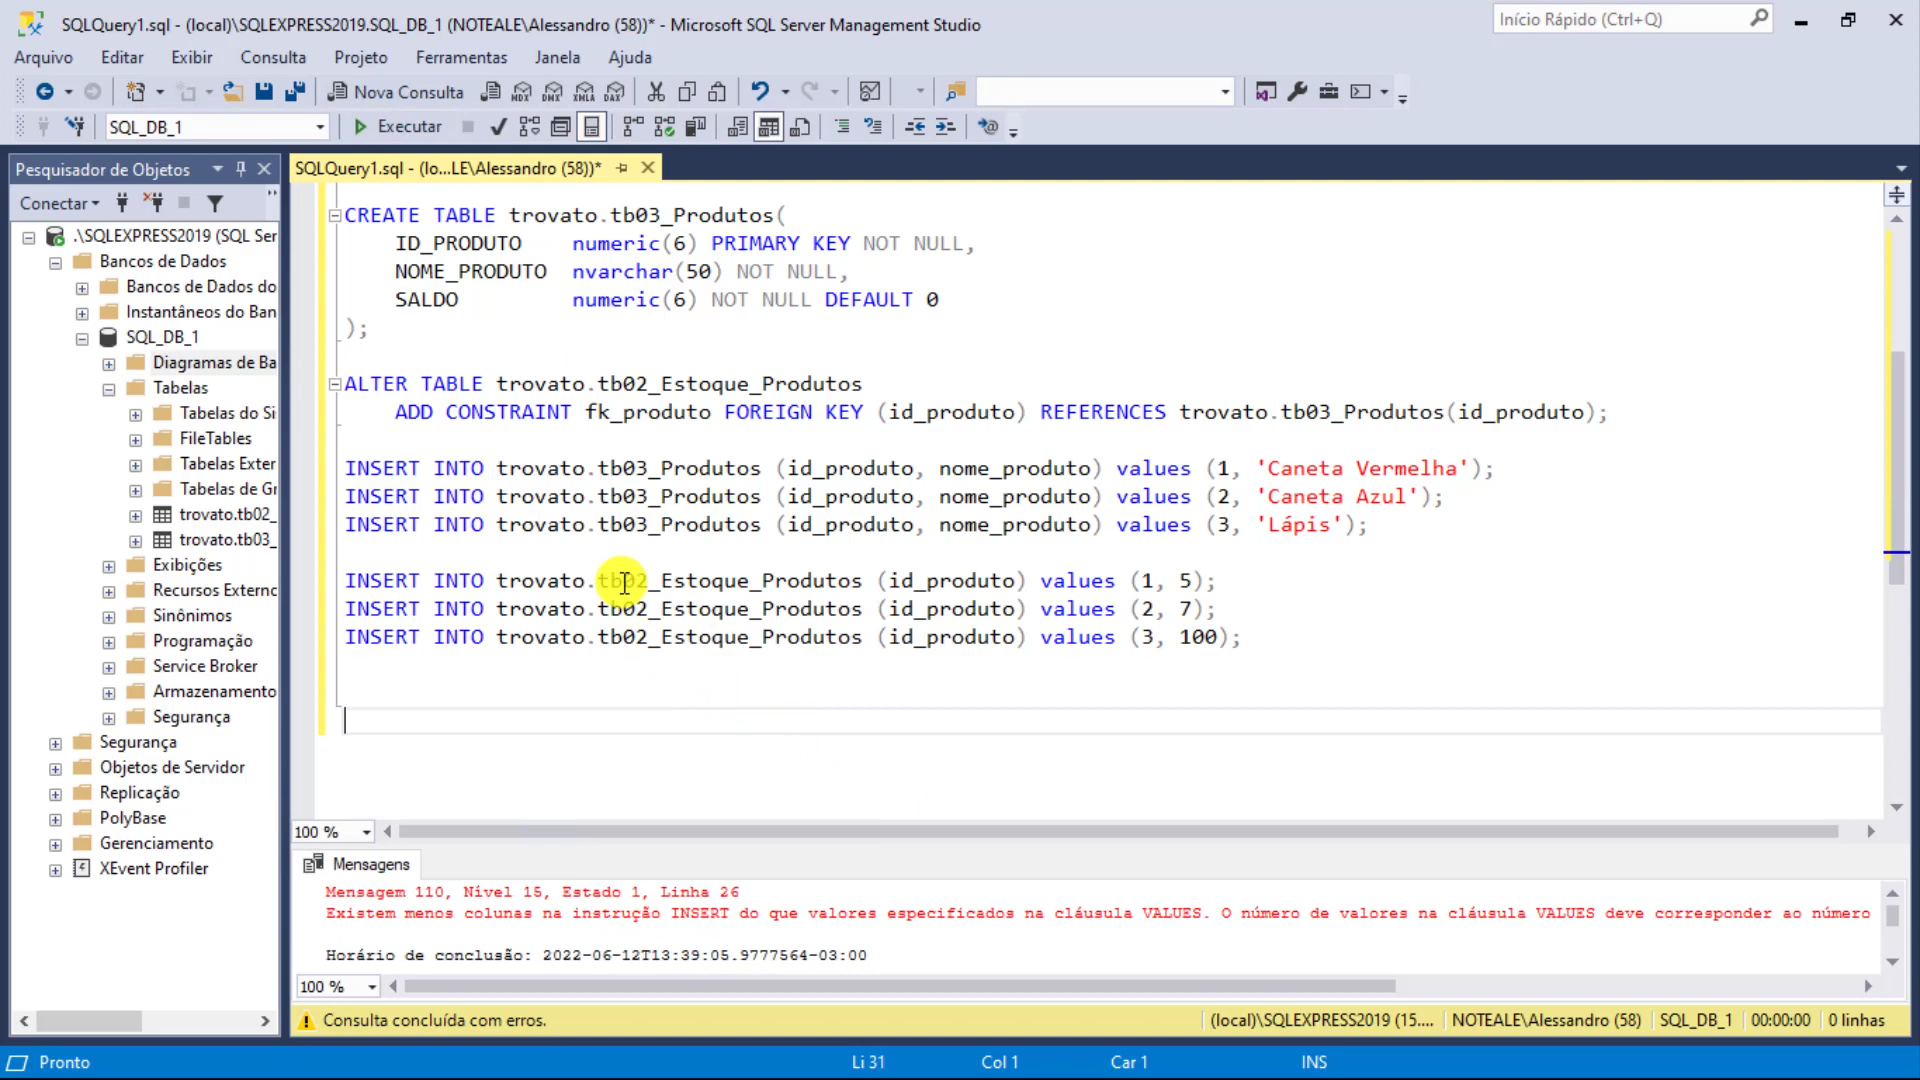 SQLQuery1.sql - (local)\SQLEXPRESS2019.SQL_DB_1 (NOTEALE\Alessandro (58))* - Microsoft SQL Server Management Studio
Início Rápido (Ctrl+Q)
Arquivo Editar Exibir Consulta Projeto Ferramentas Janela Ajuda
Nova Consulta MDX DMX XMLA DAX
SQL_DB_1 Executar
Pesquisador de Objetos
SQLQuery1.sql - (lo...LE\Alessandro (58))*
Conectar
.\SQLEXPRESS2019 (SQL Ser
Bancos de Dados
Bancos de Dados do
Instantâneos do Ban
SQL_DB_1
Diagramas de Ba
Tabelas
Tabelas do Si
FileTables
Tabelas Exter
Tabelas de Gr
trovato.tb02_
trovato.tb03_
Exibições
Recursos Externo
Sinônimos
Programação
Service Broker
Armazenamento
Segurança
Segurança
Objetos de Servidor
Replicação
PolyBase
Gerenciamento
XEvent Profiler
CREATE TABLE trovato.tb03_Produtos(
ID_PRODUTO numeric(6) PRIMARY KEY NOT NULL,
NOME_PRODUTO nvarchar(50) NOT NULL,
SALDO numeric(6) NOT NULL DEFAULT 0
);
ALTER TABLE trovato.tb02_Estoque_Produtos
ADD CONSTRAINT fk_produto FOREIGN KEY (id_produto) REFERENCES trovato.tb03_Produtos(id_produto);
INSERT INTO trovato.tb03_Produtos (id_produto, nome_produto) values (1, 'Caneta Vermelha');
INSERT INTO trovato.tb03_Produtos (id_produto, nome_produto) values (2, 'Caneta Azul');
INSERT INTO trovato.tb03_Produtos (id_produto, nome_produto) values (3, 'Lápis');
INSERT INTO trovato.tb02_Estoque_Produtos (id_produto) values (1, 5);
INSERT INTO trovato.tb02_Estoque_Produtos (id_produto) values (2, 7);
INSERT INTO trovato.tb02_Estoque_Produtos (id_produto) values (3, 100);
100 %
Mensagens
Mensagem 110, Nível 15, Estado 1, Linha 26
Existem menos colunas na instrução INSERT do que valores especificados na cláusula VALUES. O número de valores na cláusula VALUES deve corresponder ao número
Horário de conclusão: 2022-06-12T13:39:05.9777564-03:00
100 %
Consulta concluída com erros. (local)\SQLEXPRESS2019 (15.... NOTEALE\Alessandro (58) SQL_DB_1 00:00:00 0 linhas
Pronto Li 31 Col 1 Car 1 INS